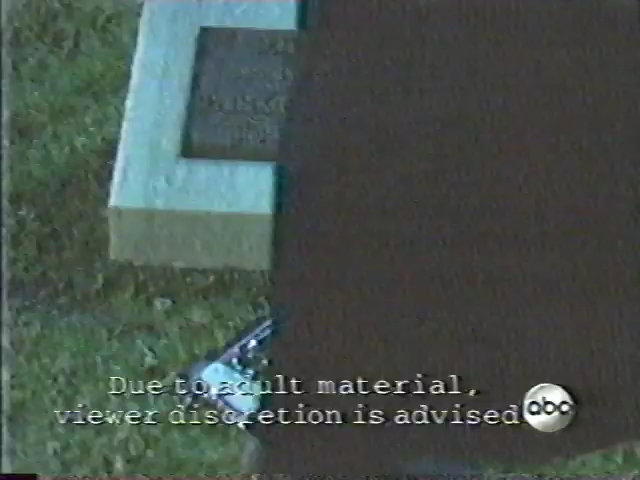 Due to adult material,
viewer discretion is advised
abc